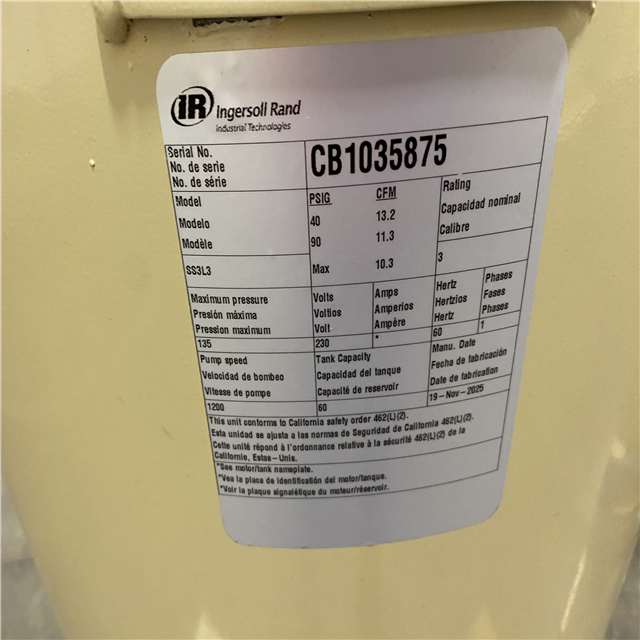 IR Ingersoll Rand
Industrial Technologies
Serial No.
No. de serie
No. de série
CB1035875
Model
Modelo
Modèle
SS3L3
PSIG CFM
40 13.2
90 11.3
Max 10.3
Rating
Capacidad nominal
Calibre
3
Maximum pressure
Presión máxima
Pression maximum
135
Volts
Voltios
Volt
230
Amps
Amperios
Ampère
*
Hertz
Hertzios
Hertz
60
Phases
Fases
Phases
1
Pump speed
Velocidad de bombeo
Vitesse de pompe
1200
Tank Capacity
Capacidad del tanque
Capacité de reservoir
60
Manu. Date
Fecha de fabricación
Date de fabrication
19-Nov-2025
This unit conforms to California safety order 462(L)(2).
Esta unidad se ajusta a las normas de Seguridad de California 462(L)(2).
Cette unité répond à l'ordonnance relative à la sécurité 462(L)(2) de la
Californie, Estas-Unis.
*See motor/tank nameplate.
*Vea la placa de identificación del motor/tanque.
*Voir la plaque signalétique du moteur/réservoir.